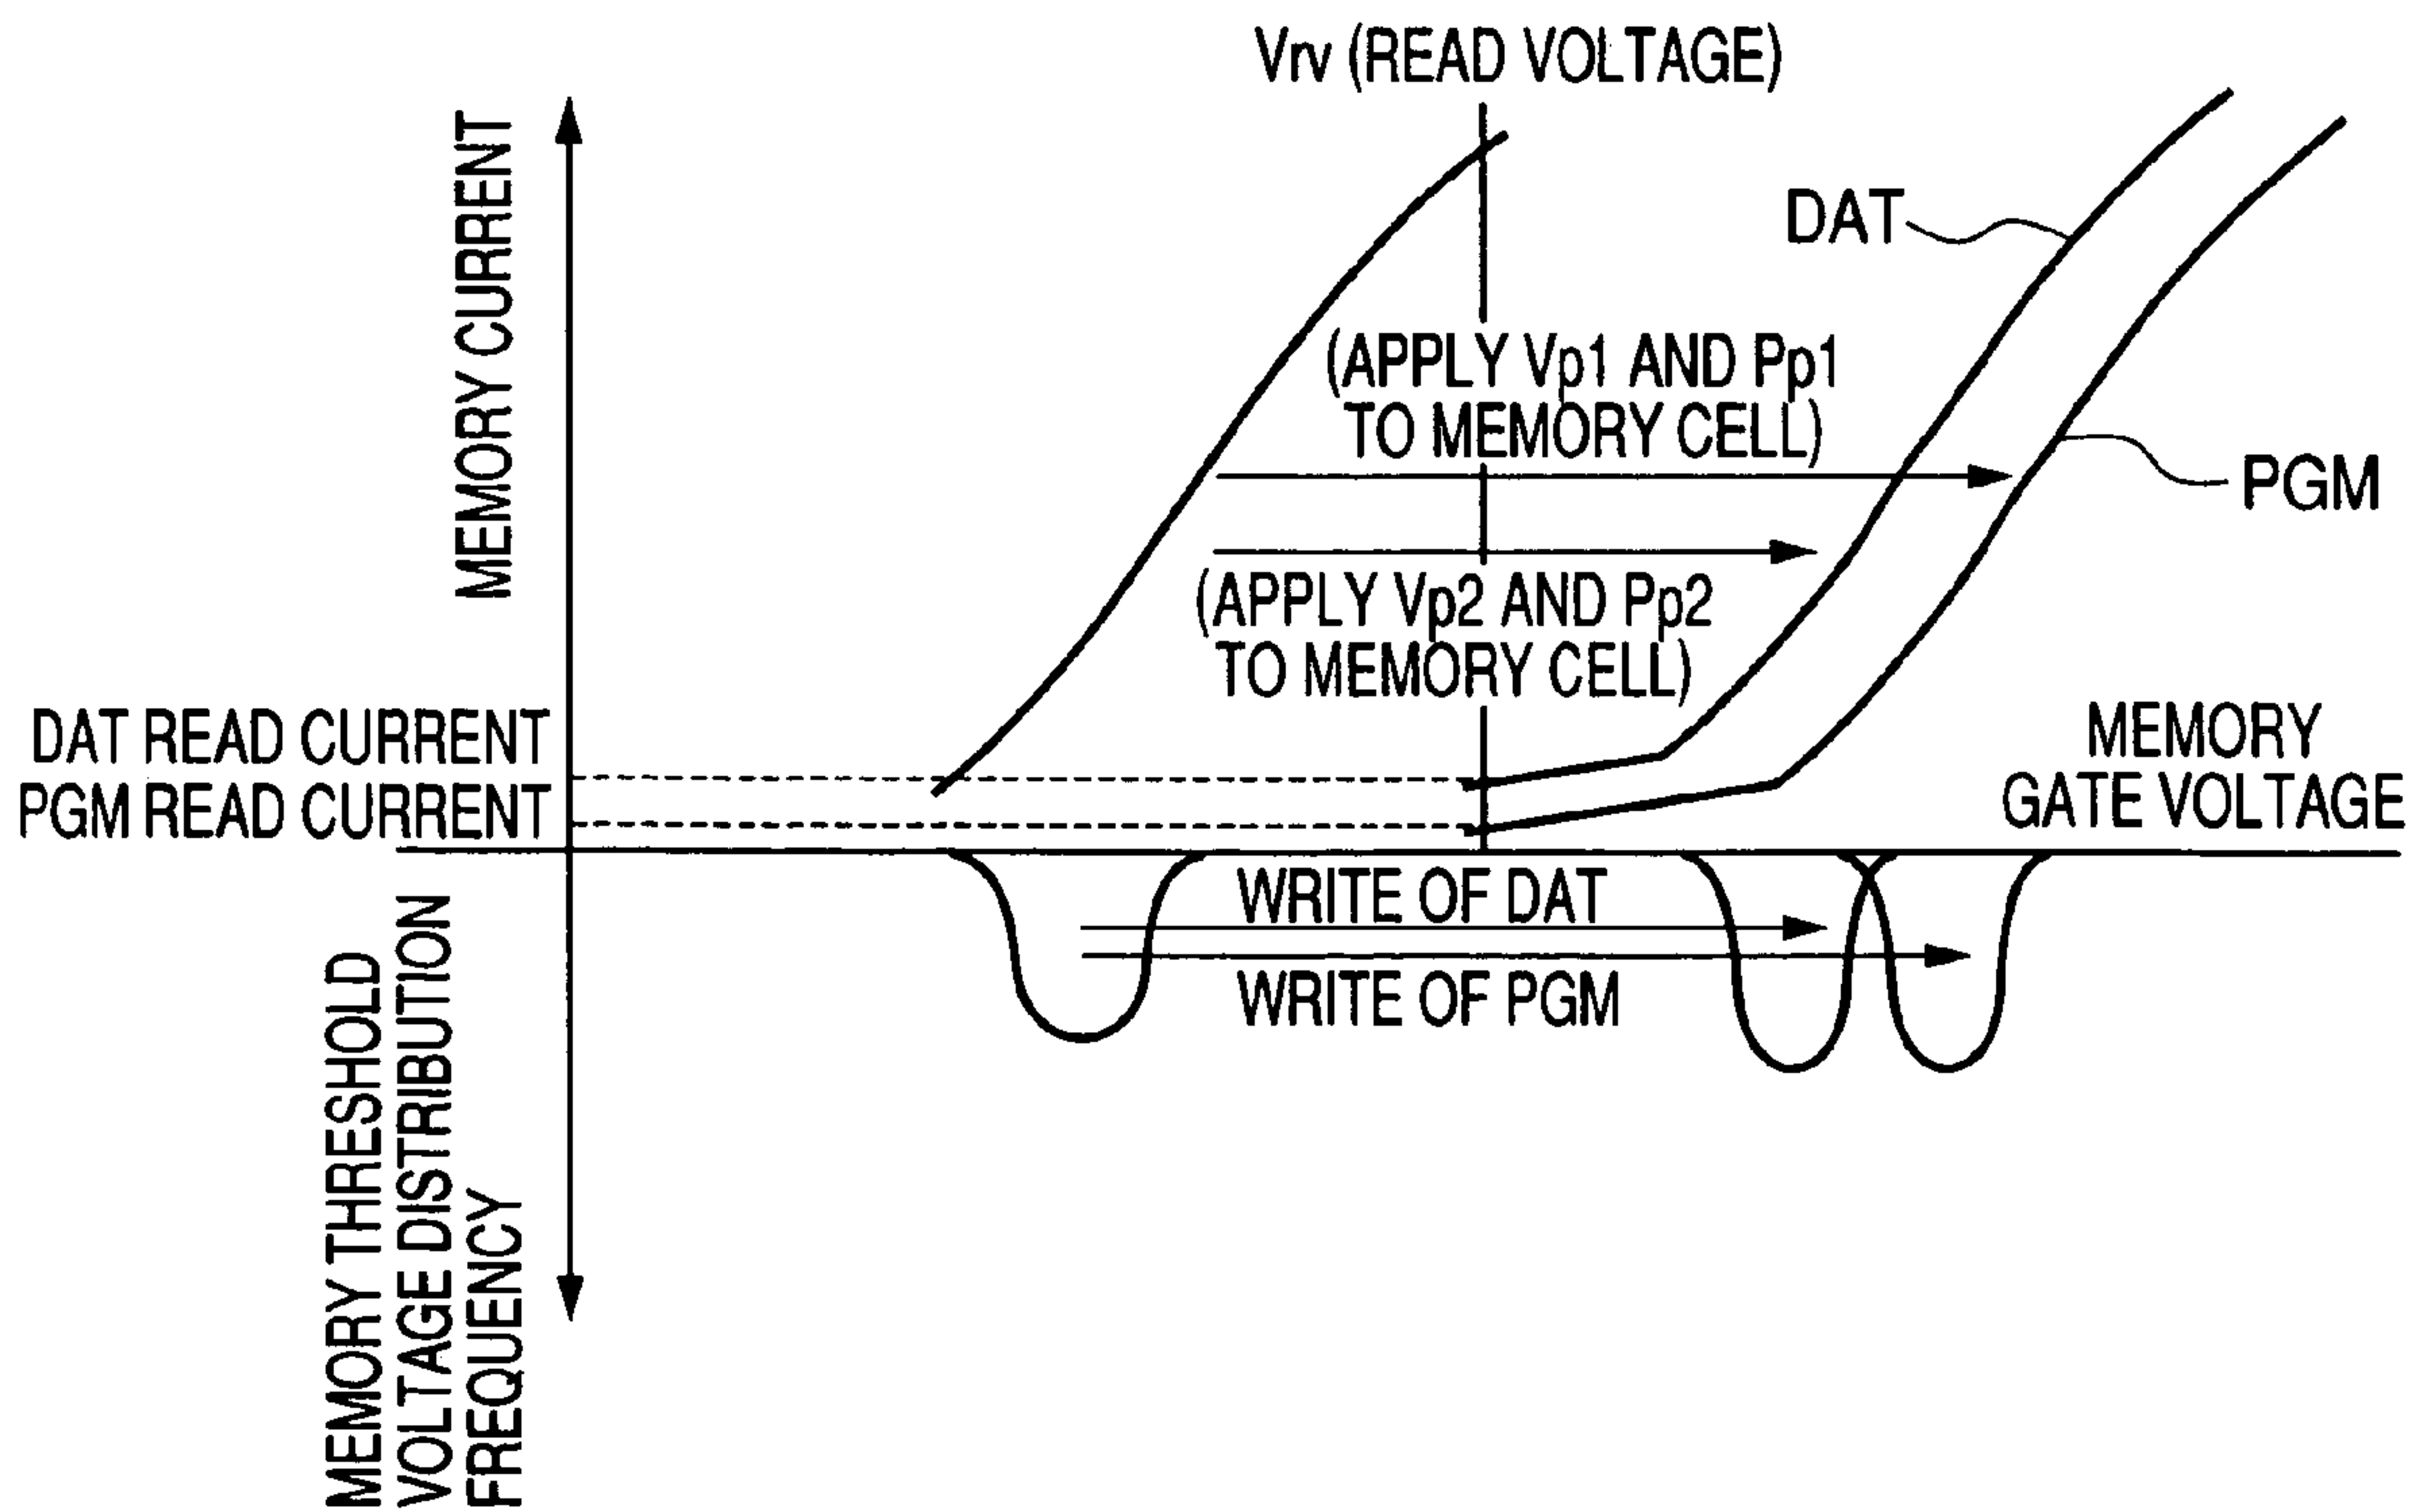 Vrv (READ VOLTAGE)
MEMORY CURRENT
DAT
(APPLY Vp1 AND Pp1
TO MEMORY CELL)
PGM
(APPLY Vp2 AND Pp2
TO MEMORY CELL)
DAT READ CURRENT
PGM READ CURRENT
MEMORY
GATE VOLTAGE
WRITE OF DAT
WRITE OF PGM
MEMORY THRESHOLD
VOLTAGE DISTRIBUTION
FREQUENCY